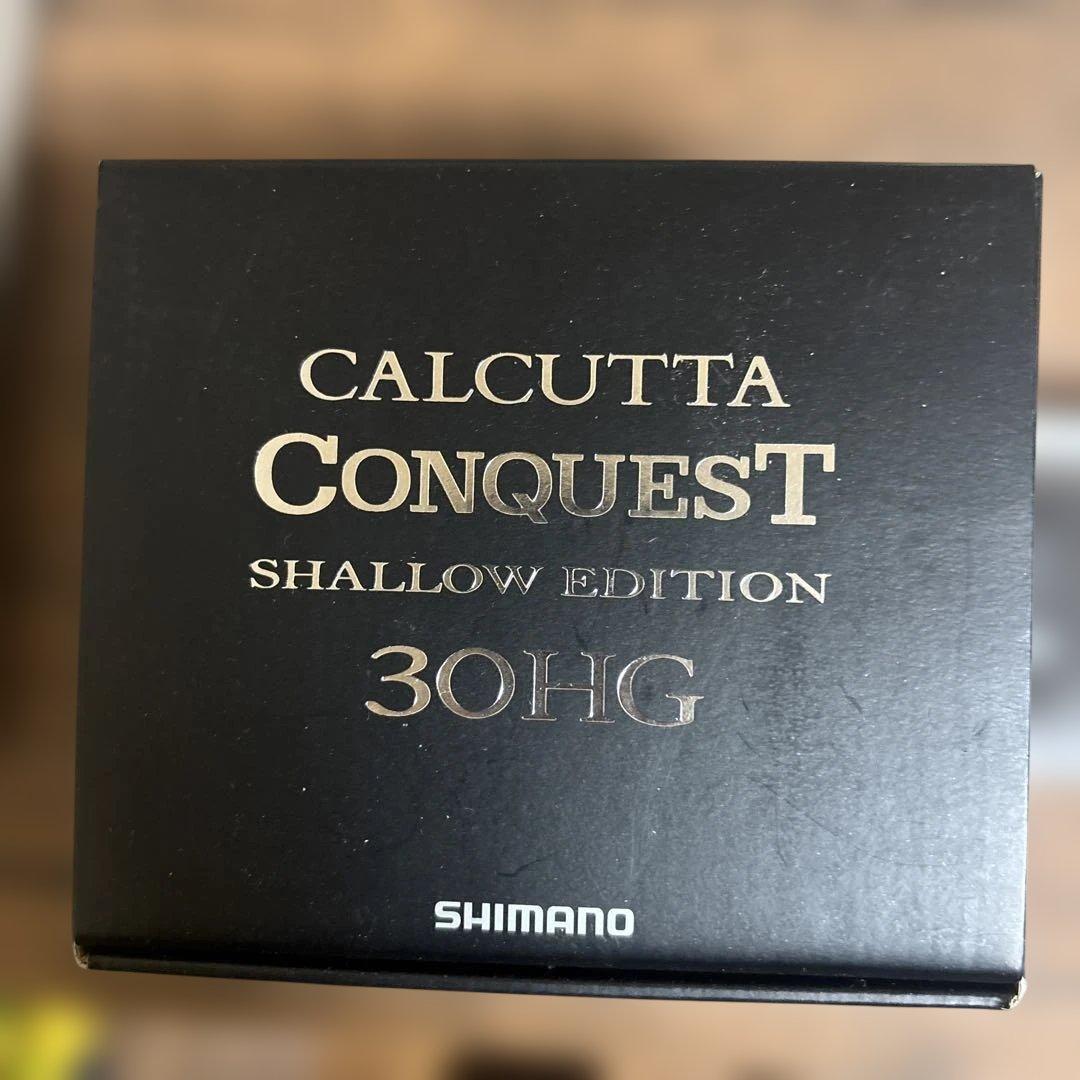 CALCUTTA
CONQUEST
SHALLOW EDITION
30HG
SHIMANO